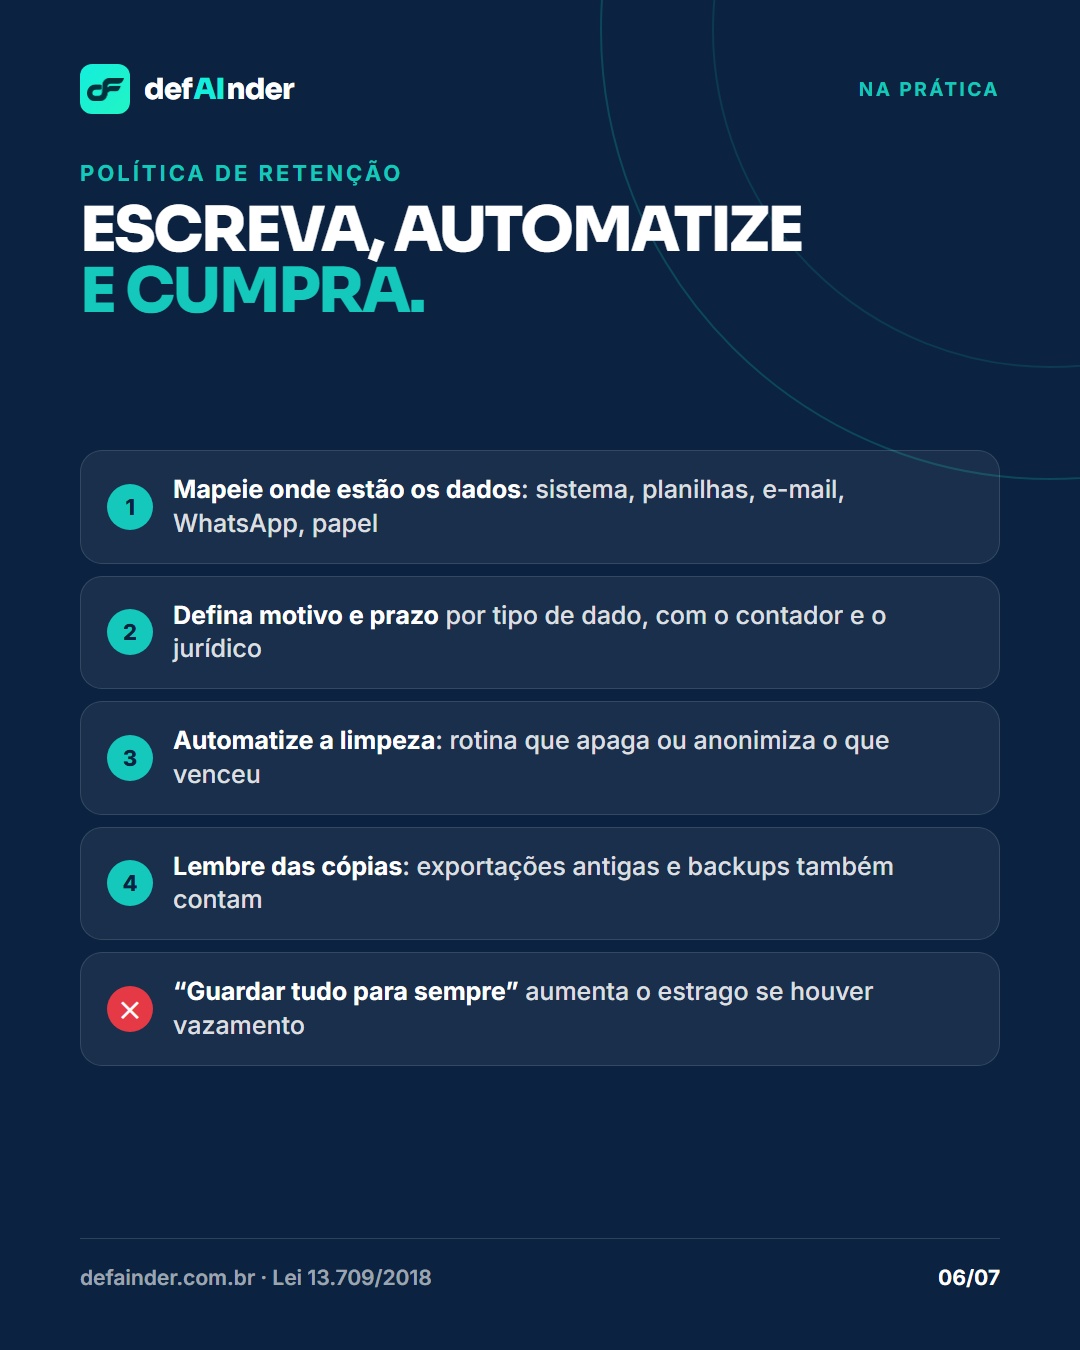 defAInder
NA PRÁTICA
POLÍTICA DE RETENÇÃO
ESCREVA, AUTOMATIZE
E CUMPRA.
1
Mapeie onde estão os dados: sistema, planilhas, e-mail,
WhatsApp, papel
2
Defina motivo e prazo por tipo de dado, com o contador e o
jurídico
3
Automatize a limpeza: rotina que apaga ou anonimiza o que
venceu
4
Lembre das cópias: exportações antigas e backups também
contam
“Guardar tudo para sempre” aumenta o estrago se houver
vazamento
defainder.com.br · Lei 13.709/2018
06/07